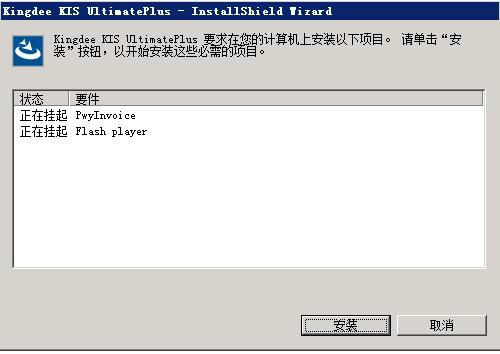 Kingdee KIS UltimatePlus - InstallShield Wizard
Kingdee KIS UltimatePlus 要求在您的计算机上安装以下项目。 请单击“安
装”按钮，以开始安装这些必需的项目。
状态 要件
正在挂起 PwyInvoice
正在挂起 Flash player
安装 取消